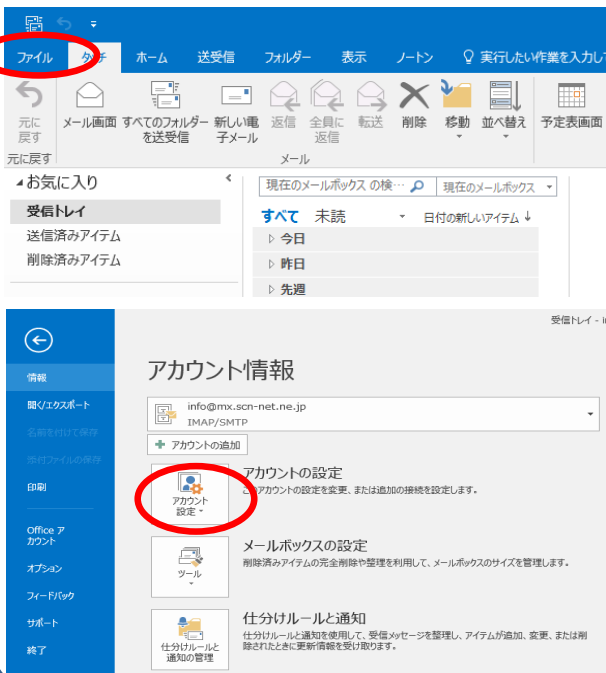 ファイル タッチ ホーム 送受信 フォルダー 表示 ノートン 実行したい作業を入力して
元に
戻す
メール画面
すべてのフォルダー
を送受信
新しい電
子メール
返信
全員に
返信
転送
削除
移動
並べ替え
予定表画面
元に戻す
メール
お気に入り
受信トレイ
送信済みアイテム
削除済みアイテム
現在のメールボックス の検… 現在のメールボックス
すべて 未読 日付の新しいアイテム ↓
今日
昨日
先週
受信トレイ - i
情報
開く/エクスポート
名前を付けて保存
添付ファイルの保存
印刷
Office ア
カウント
オプション
フィードバック
サポート
終了
アカウント情報
info@mx.scn-net.ne.jp
IMAP/SMTP
アカウントの追加
アカウント
設定
アカウントの設定
このアカウントの設定を変更、または追加の接続を設定します。
ツール
メールボックスの設定
削除済みアイテムの完全削除や整理を利用して、メールボックスのサイズを管理します。
仕分けルールと
通知の管理
仕分けルールと通知
仕分けルールと通知を使用して、受信メッセージを整理し、アイテムが追加、変更、または削
除されたときに更新情報を受け取ります。